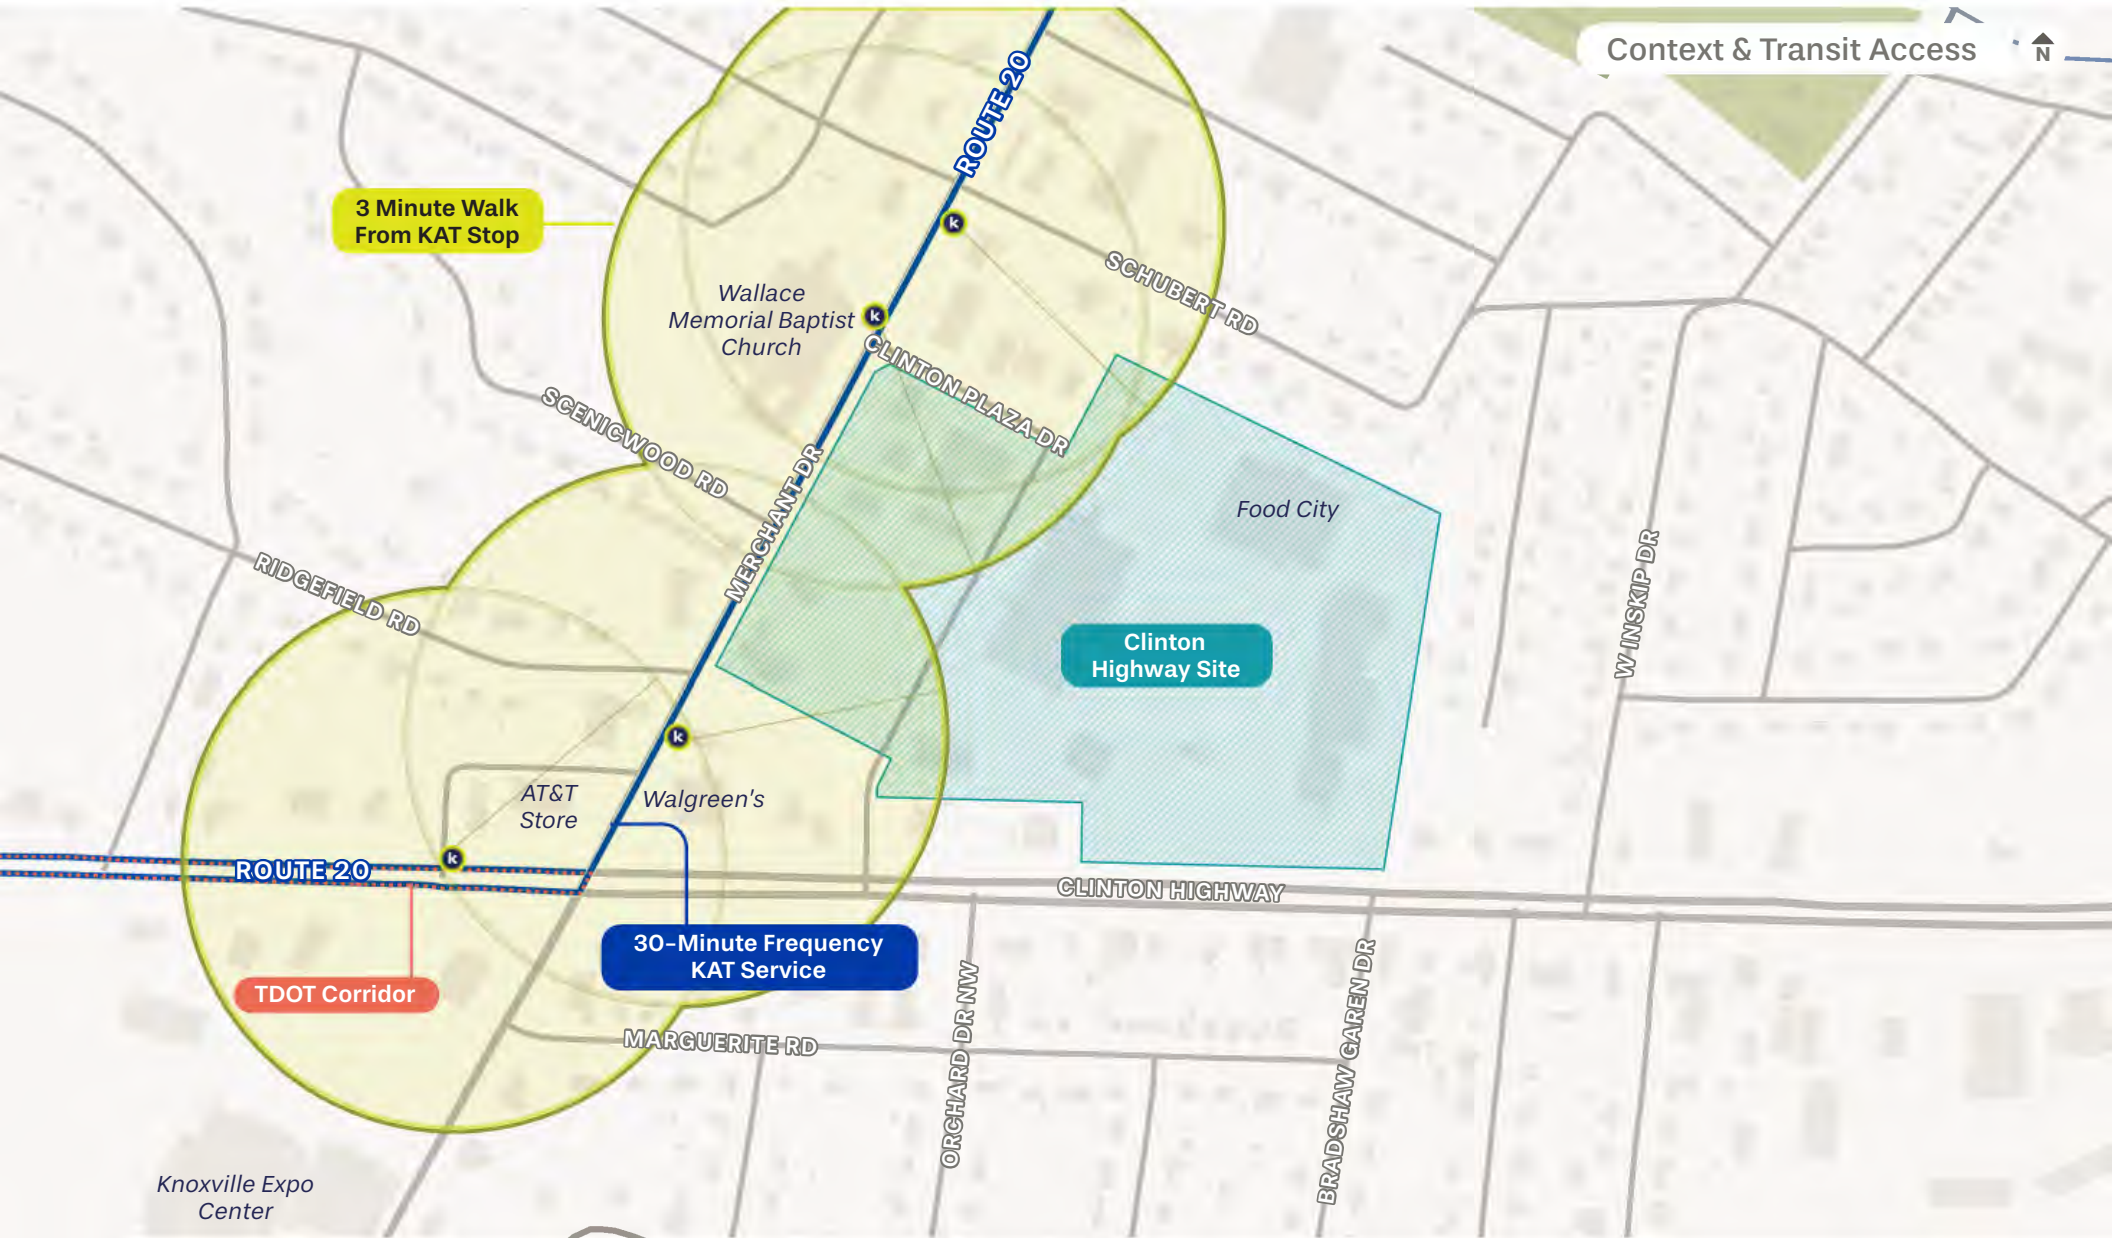 Context & Transit Access
N
ROUTE 20
3 Minute Walk
From KAT Stop
k
SCHUBERT RD
Wallace
Memorial Baptist
Church
k
CLINTON PLAZA DR
SCENICWOOD RD
MERCHANT DR
Food City
RIDGEFIELD RD
W INSKIP DR
Clinton
Highway Site
k
AT&T
Store
Walgreen's
k
ROUTE 20
CLINTON HIGHWAY
30-Minute Frequency
KAT Service
TDOT Corridor
MARGUERITE RD
ORCHARD DR NW
BRADSHAW GAREN DR
Knoxville Expo
Center